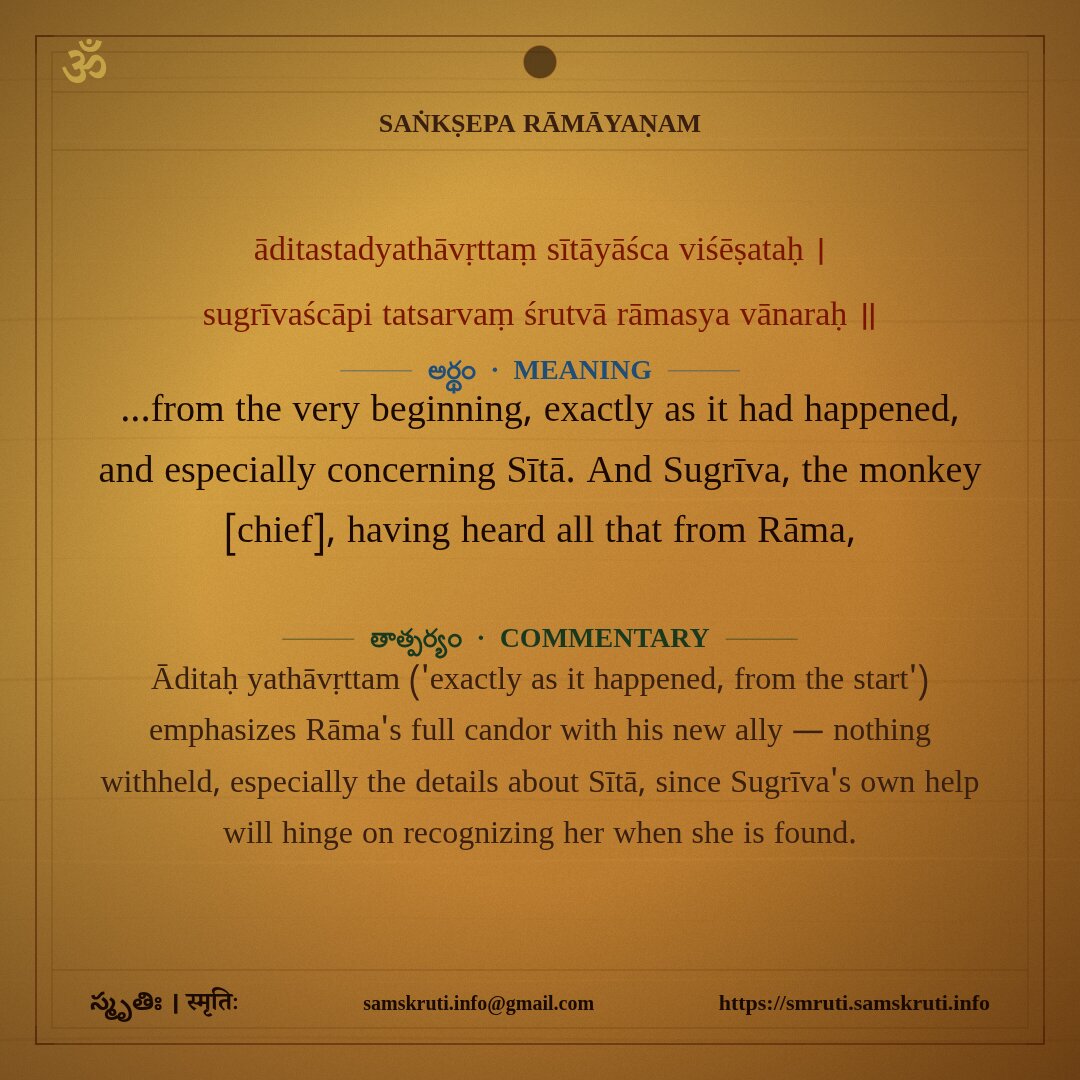 ॐ
SAṄKṢEPA RĀMĀYAṆAM
āditastadyathāvṛttaṃ sītāyāśca viśēṣataḥ |
sugrīvaścāpi tatsarvaṃ śrutvā rāmasya vānaraḥ ||
అర్థం · MEANING
...from the very beginning, exactly as it had happened,
and especially concerning Sītā. And Sugrīva, the monkey
[chief], having heard all that from Rāma,
తాత్పర్యం · COMMENTARY
Āditaḥ yathāvṛttam ('exactly as it happened, from the start')
emphasizes Rāma's full candor with his new ally — nothing
withheld, especially the details about Sītā, since Sugrīva's own help
will hinge on recognizing her when she is found.
స్మృతిః | स्मृतिः samskruti.info@gmail.com https://smruti.samskruti.info